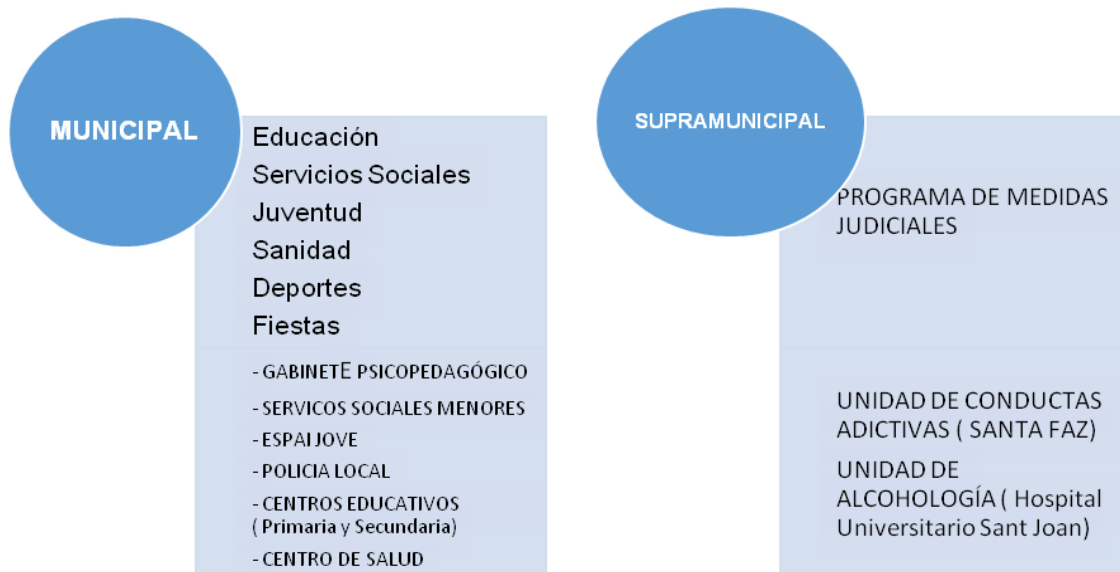 MUNICIPAL
Educación
Servicios Sociales
Juventud
Sanidad
Deportes
Fiestas
- GABINETE PSICOPEDAGÓGICO
- SERVICOS SOCIALES MENORES
- ESPAI JOVE
- POLICIA LOCAL
- CENTROS EDUCATIVOS
( Primaria y Secundaria)
- CENTRO DE SALUD
SUPRAMUNICIPAL
PROGRAMA DE MEDIDAS
JUDICIALES
UNIDAD DE CONDUCTAS
ADICTIVAS ( SANTA FAZ)
UNIDAD DE
ALCOHOLOGÍA ( Hospital
Universitario Sant Joan)